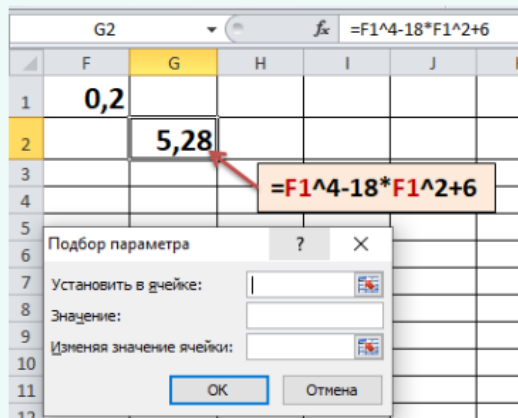 G2 fx =F1^4-18*F1^2+6
F G H I J
1 0,2
2 5,28
=F1^4-18*F1^2+6
3
4
5
6
7
8
9
10
11
12
Подбор параметра ? ×
Установить в ячейке:
Значение:
Изменяя значение ячейки:
ОК Отмена